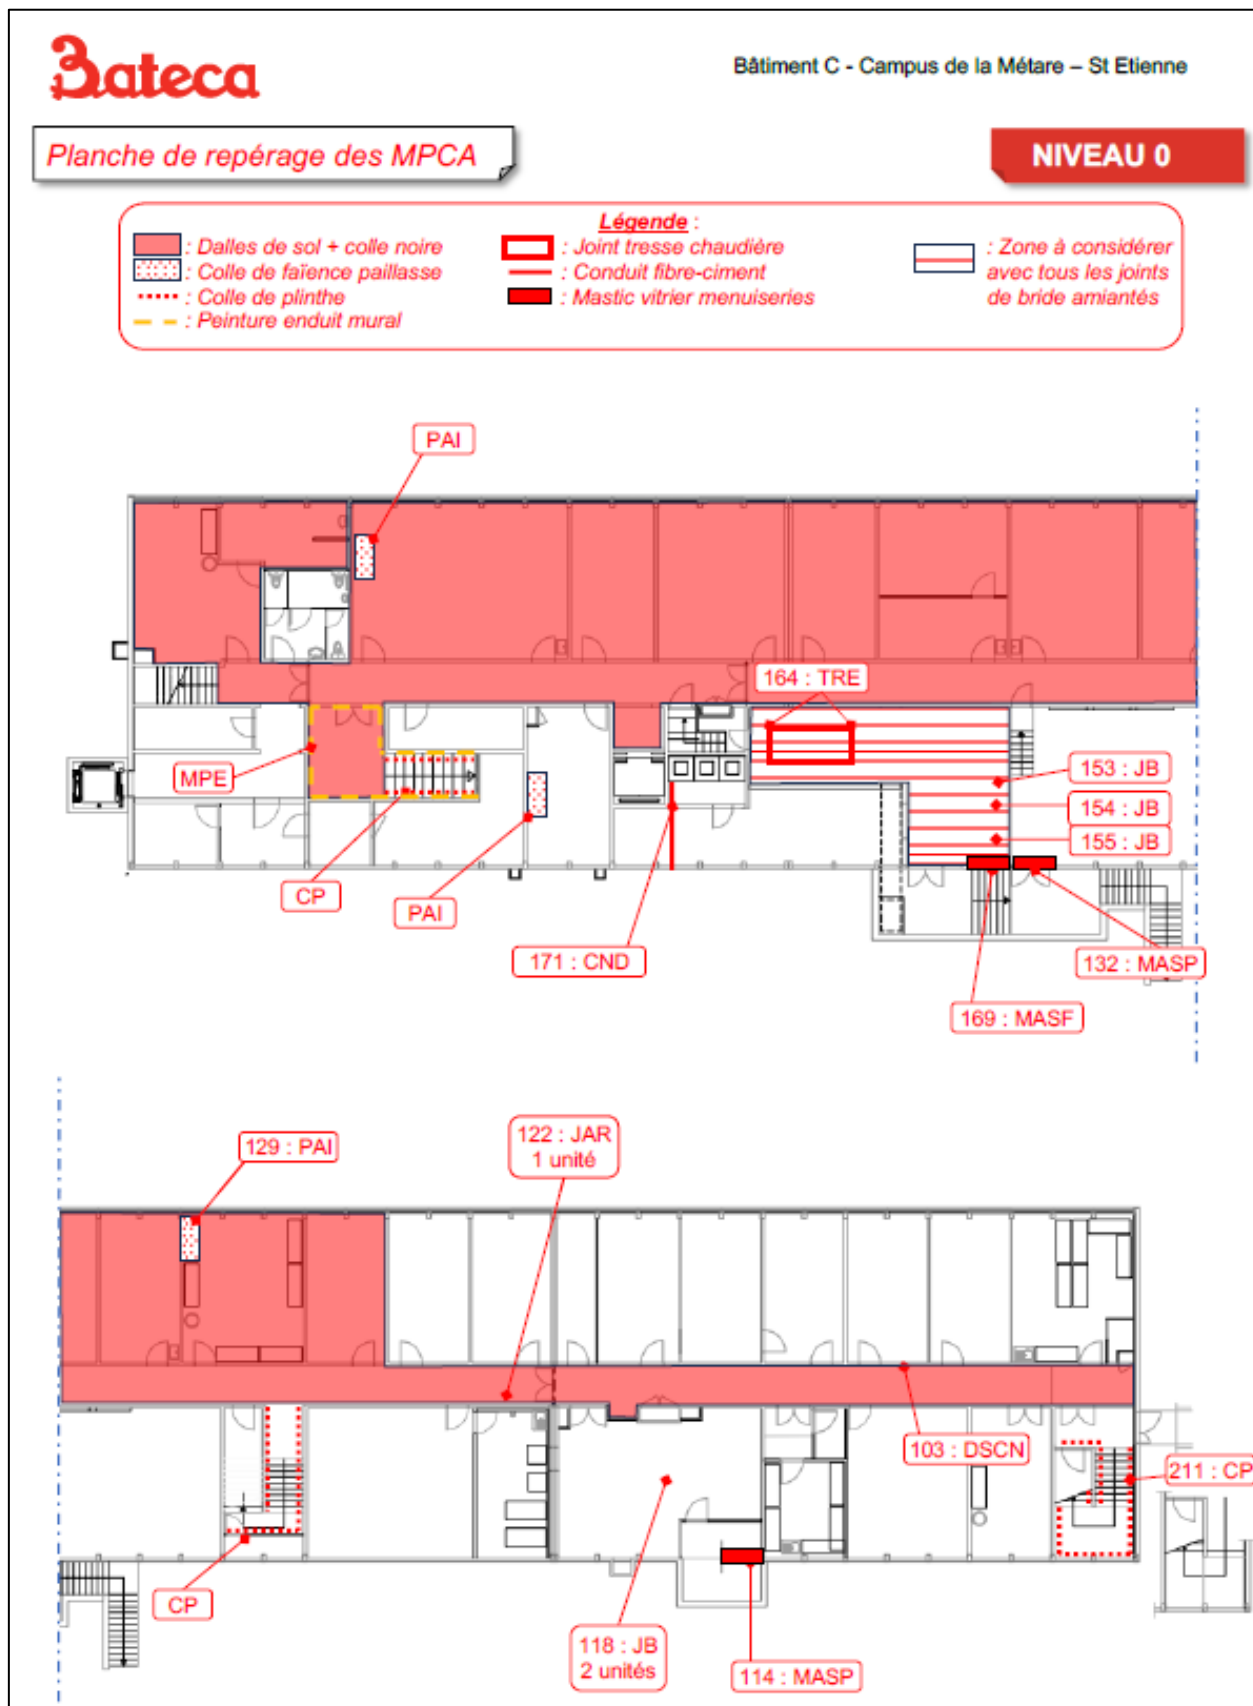 Bateca
Bâtiment C - Campus de la Métare – St Etienne
Planche de repérage des MPCA
NIVEAU 0
Légende :
: Dalles de sol + colle noire
: Colle de faïence paillasse
: Colle de plinthe
: Peinture enduit mural
: Joint tresse chaudière
: Conduit fibre-ciment
: Mastic vitrier menuiseries
: Zone à considérer
avec tous les joints
de bride amiantés
PAI
164 : TRE
MPE
153 : JB
154 : JB
155 : JB
CP
PAI
171 : CND
132 : MASP
169 : MASF
129 : PAI
122 : JAR
1 unité
103 : DSCN
211 : CP
CP
118 : JB
2 unités
114 : MASP